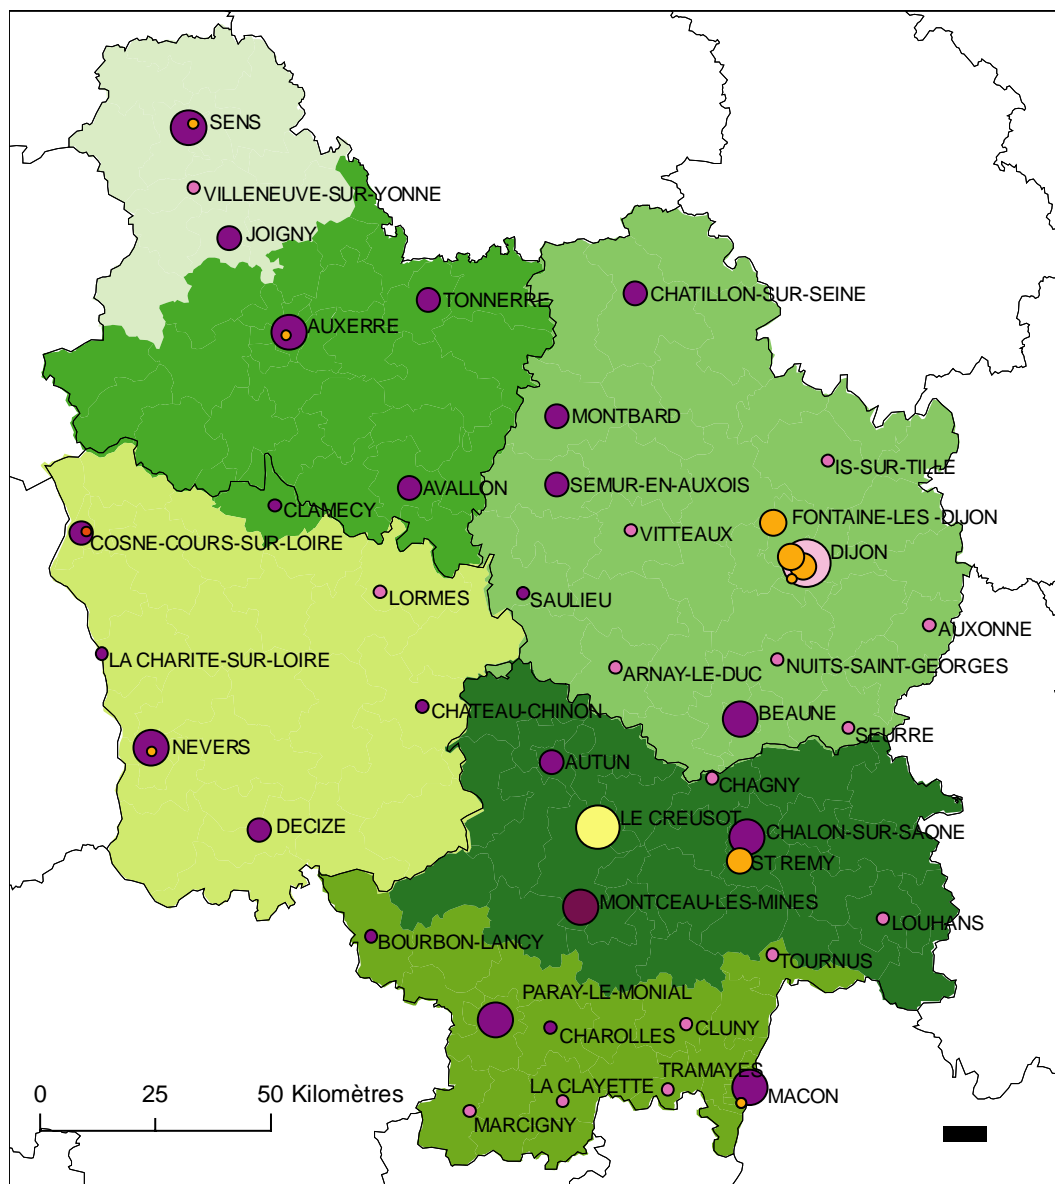 SENS
VILLENEUVE-SUR-YONNE
JOIGNY
TONNERRE
CHATILLON-SUR-SEINE
AUXERRE
MONTBARD
IS-SUR-TILLE
SEMUR-EN-AUXOIS
AVALLON
CLAMECY
FONTAINE-LES -DIJON
VITTEAUX
COSNE-COURS-SUR-LOIRE
DIJON
LORMES
SAULIEU
AUXONNE
LA CHARITE-SUR-LOIRE
NUITS-SAINT-GEORGES
ARNAY-LE-DUC
CHATEAU-CHINON
BEAUNE
SEURRE
NEVERS
AUTUN
CHAGNY
LE CREUSOT
DECIZE
CHALON-SUR-SAONE
ST REMY
MONTCEAU-LES-MINES
LOUHANS
BOURBON-LANCY
TOURNUS
PARAY-LE-MONIAL
CHAROLLES
CLUNY
TRAMAYES
LA CLAYETTE
MACON
MARCIGNY
0 25 50 Kilomètres